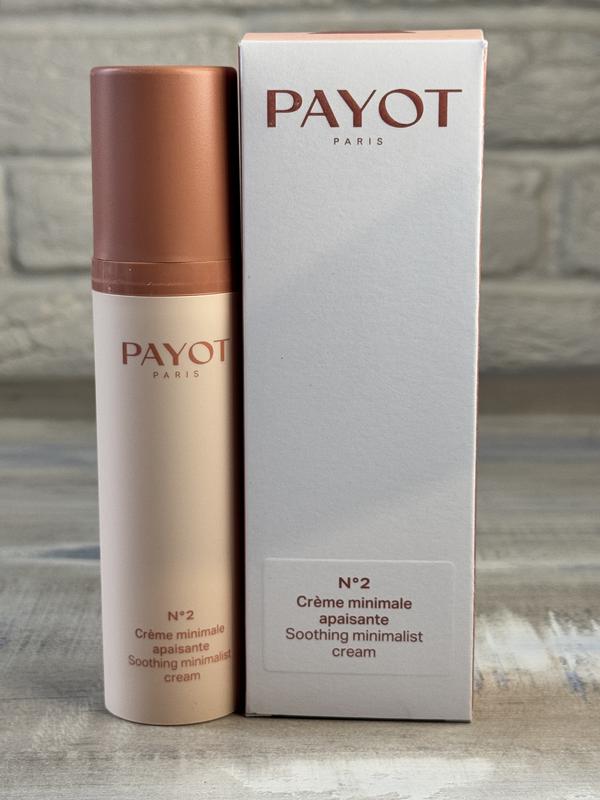 PAYOT
PARIS
N°2
Crème minimale
apaisante
Soothing minimalist
cream
PAYOT
PARIS
N°2
Crème minimale
apaisante
Soothing minimalist
cream